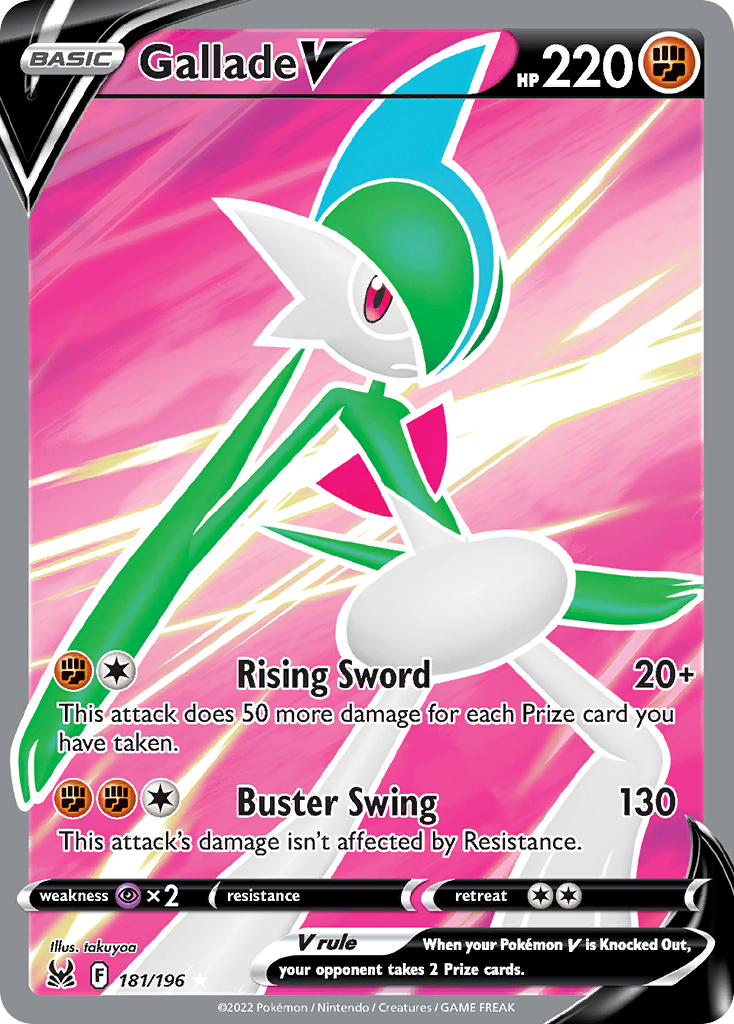 BASIC Gallade V HP 220
Rising Sword 20+
This attack does 50 more damage for each Prize card you
have taken.
Buster Swing 130
This attack's damage isn't affected by Resistance.
weakness ×2 resistance retreat
Illus. takuyoa
V rule When your Pokémon V is Knocked Out,
your opponent takes 2 Prize cards.
F 181/196
©2022 Pokémon / Nintendo / Creatures / GAME FREAK